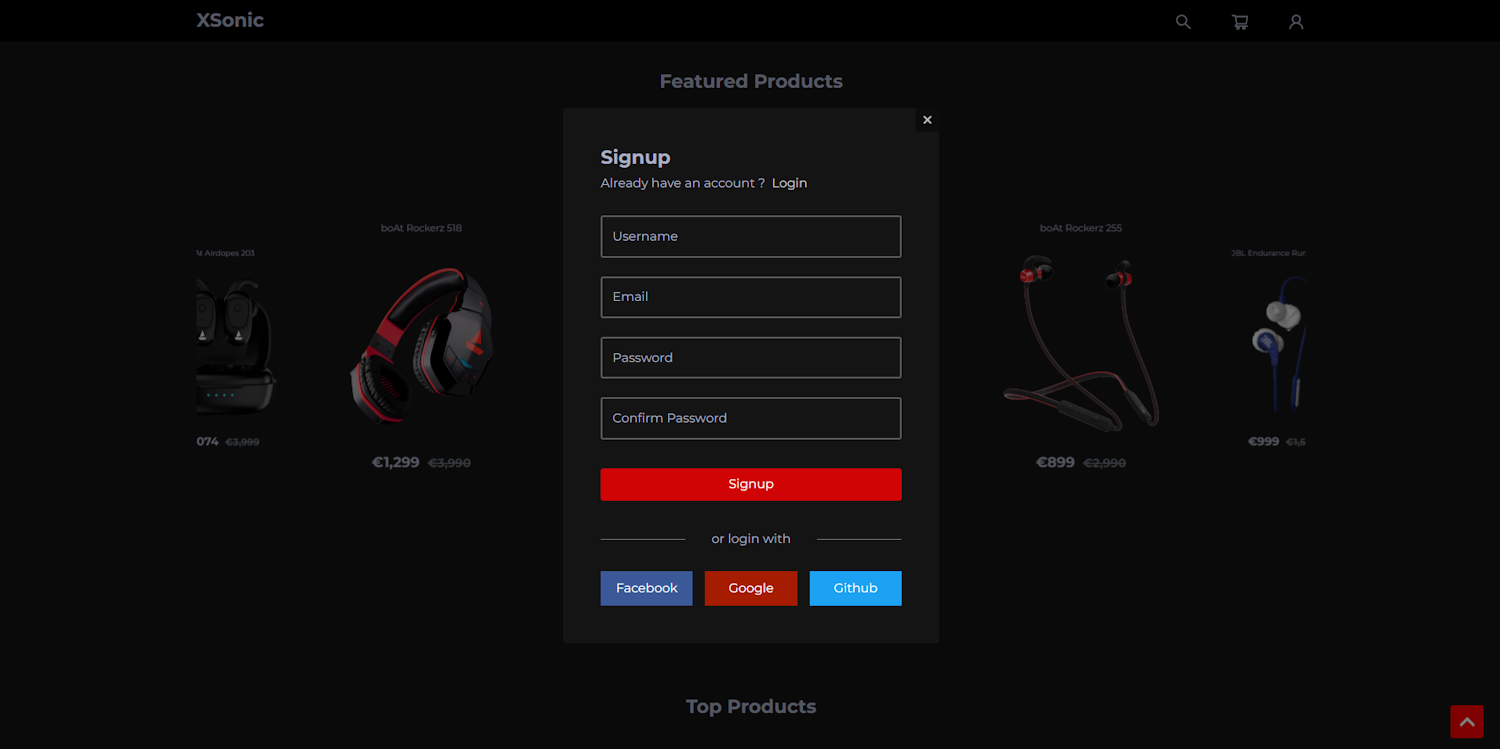 XSonic
Featured Products
×
Signup
Already have an account ? Login
Username
Email
Password
Confirm Password
Signup
or login with
Facebook Google Github
boAt Rockerz 518
boAt Rockerz 255
Airdopes 203
JBL Endurance Run
074 €3,999
€1,299 €3,990
€899 €2,990
€999 €1,5
Top Products